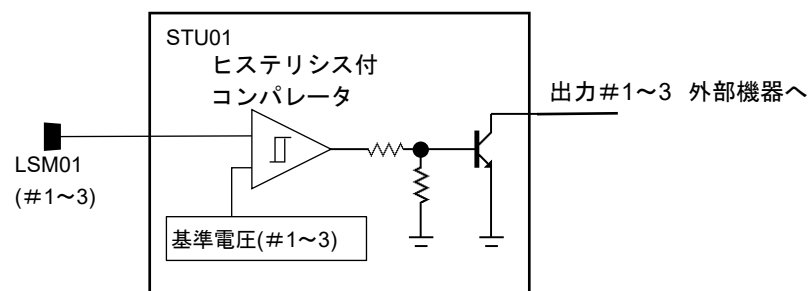 STU01
ヒステリシス付
コンパレータ
出力#1～3 外部機器へ
LSM01
(#1～3)
基準電圧(#1～3)